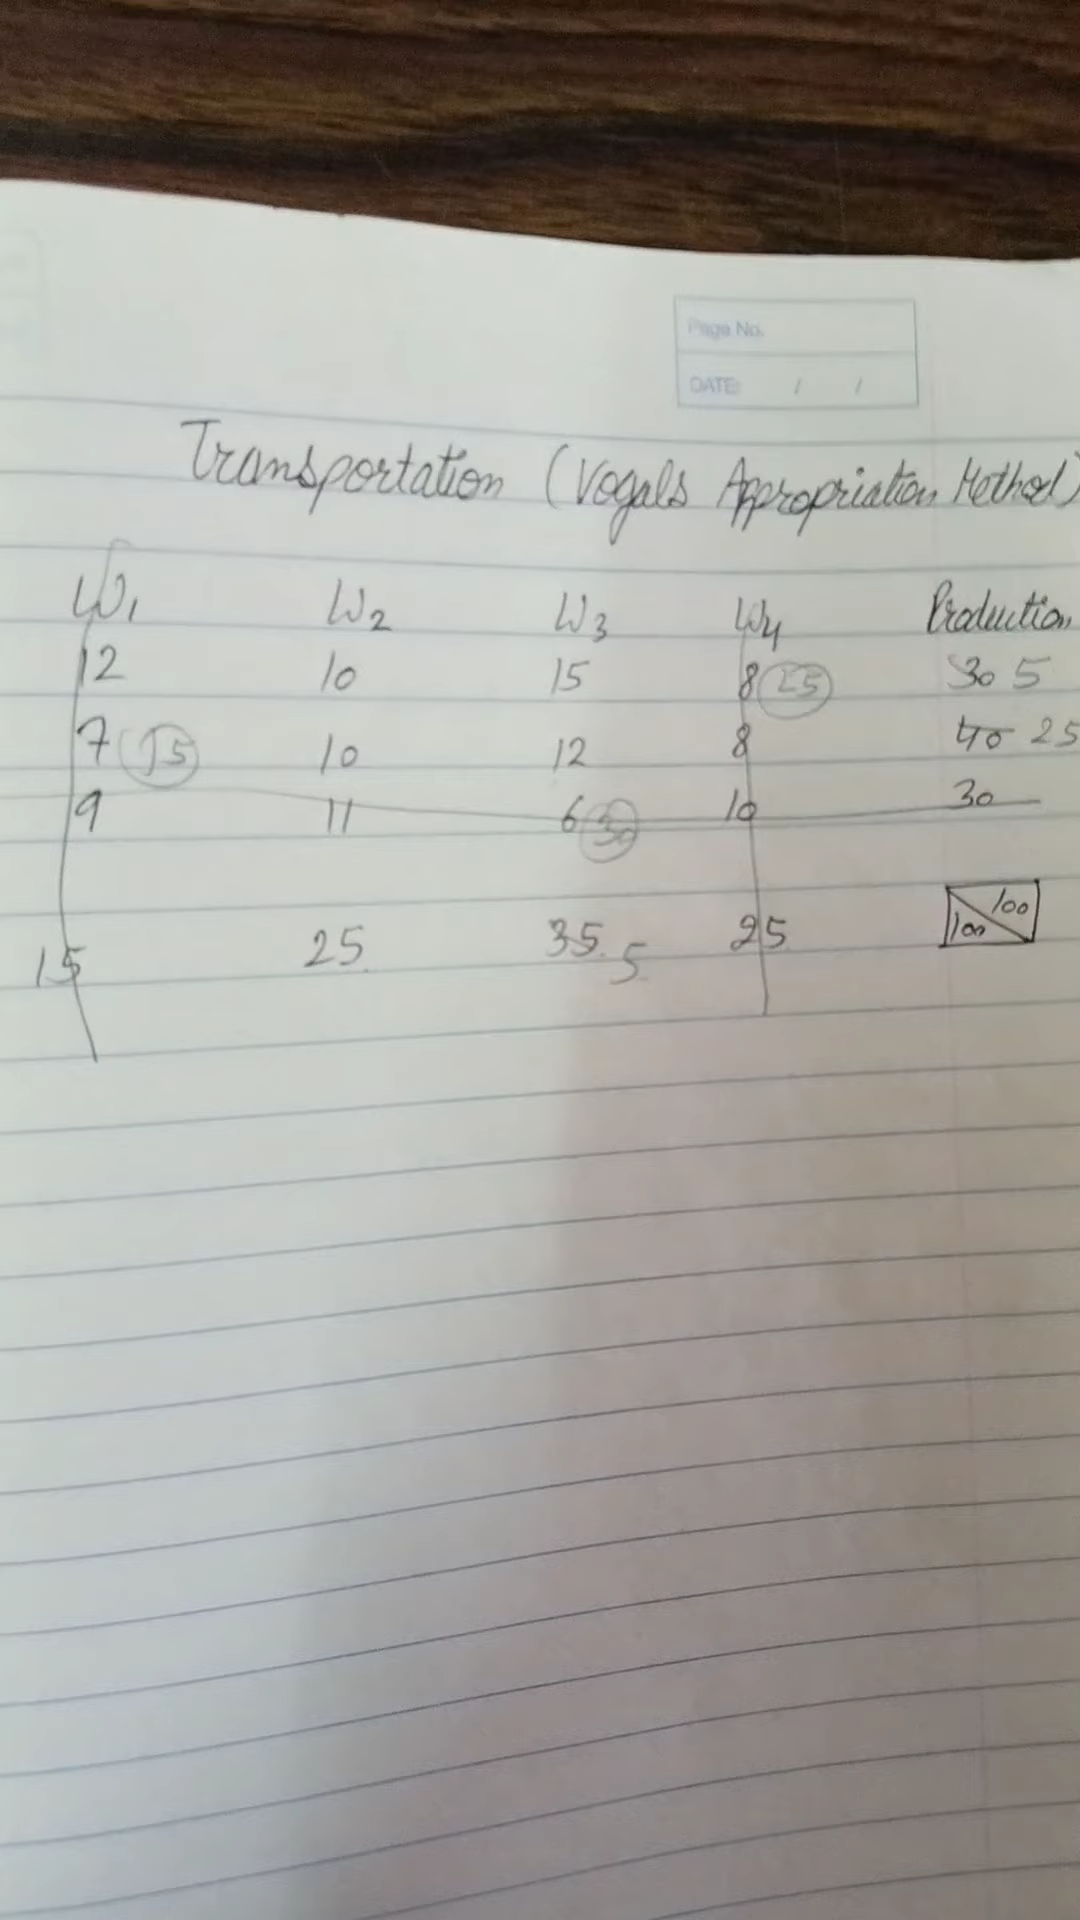 Page No.
DATE: / /
Transportation (Vogals Appropriation Method)
W1 W2 W3 W4 Production
12 10 15 8 25 30 5
7 15 10 12 8 40 25
9 11 6 30 10 30
100
15 25 35 5 25 100